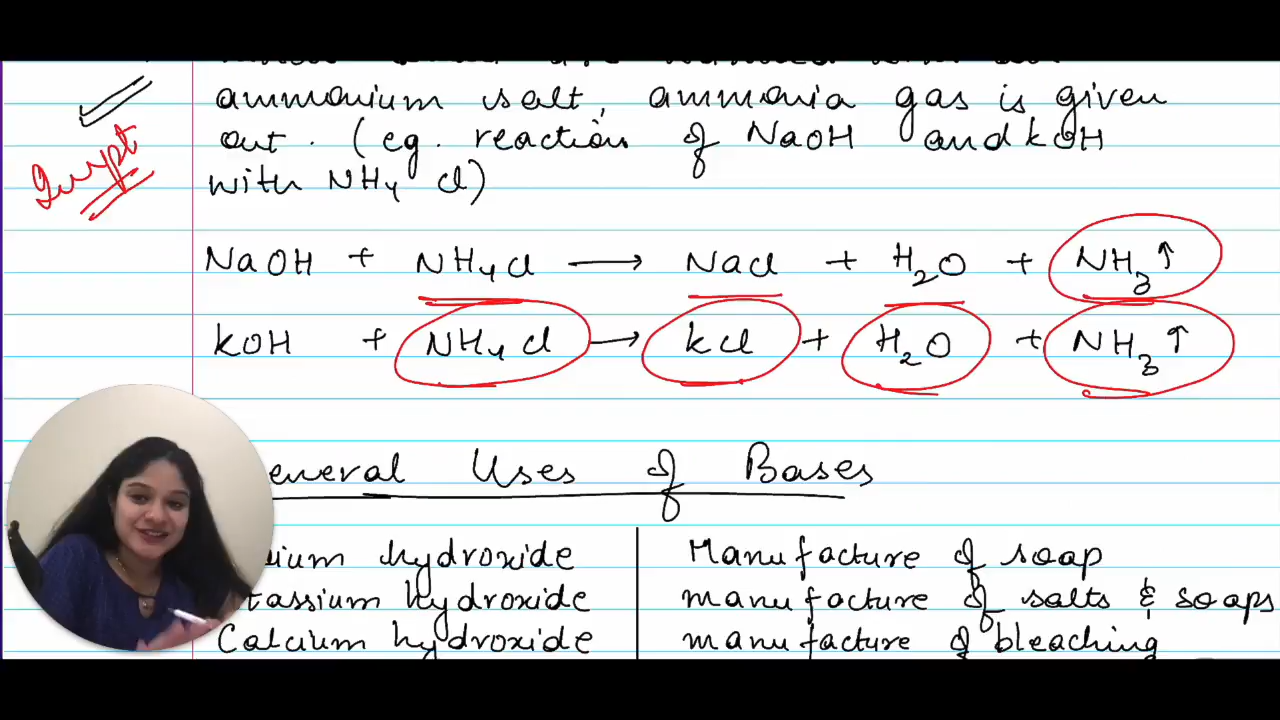 ammonium salt, ammonia gas is given
out. (eg. reaction of NaOH and KOH
with NH4 Cl)
Impt
NaOH + NH4Cl → NaCl + H2O + NH3↑
KOH + NH4Cl → KCl + H2O + NH3↑
eneral Uses of Bases
ium hydroxide Manufacture of soap
tassium hydroxide manufacture of salts & soaps
Calcium hydroxide manufacture of bleaching